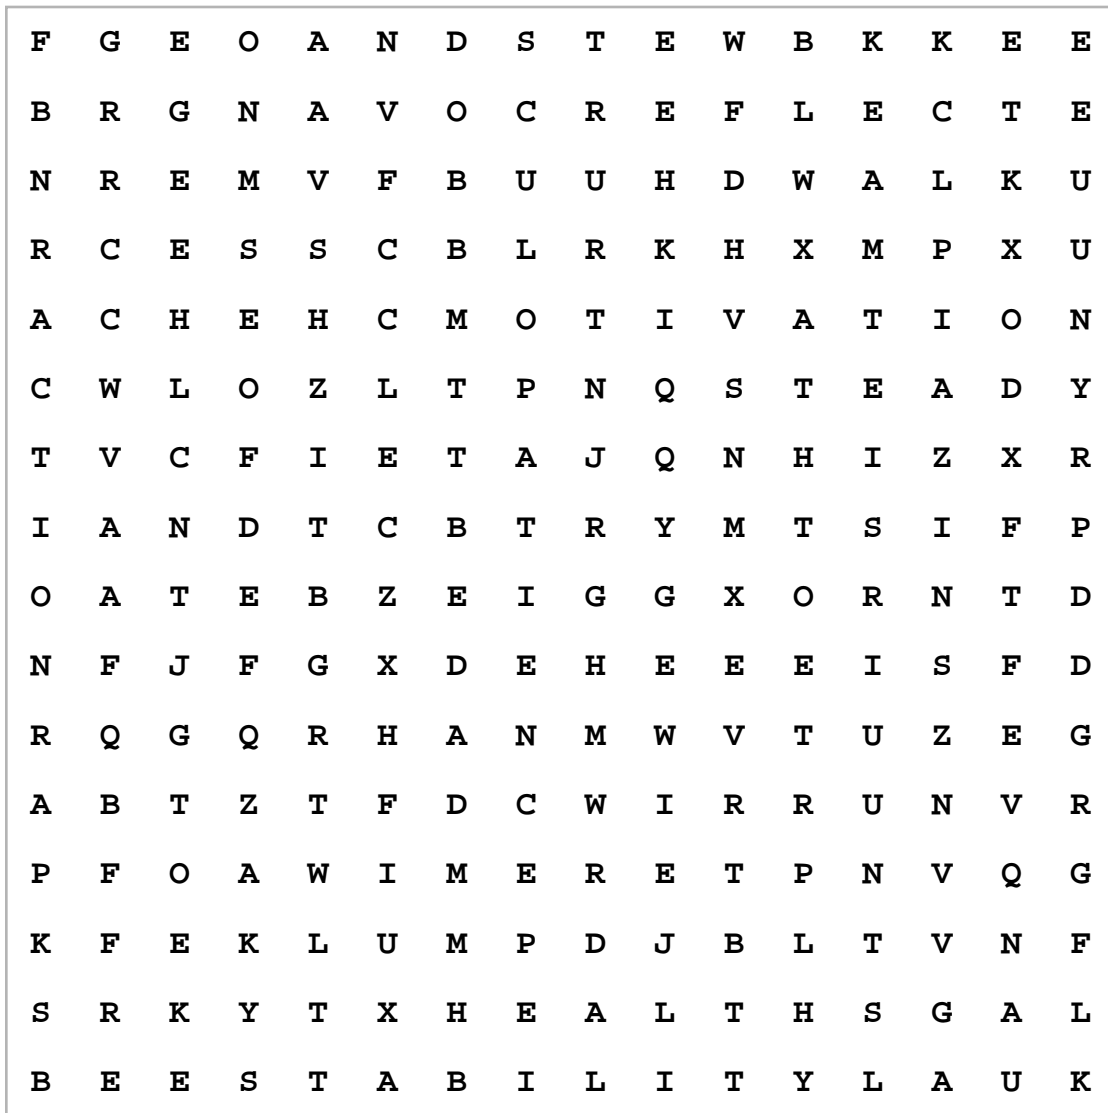 F G E O A N D S T E W B K K E E
B R G N A V O C R E F L E C T E
N R E M V F B U U H D W A L K U
R C E S S C B L R K H X M P X U
A C H E H C M O T I V A T I O N
C W L O Z L T P N Q S T E A D Y
T V C F I E T A J Q N H I Z X R
I A N D T C B T R Y M T S I F P
O A T E B Z E I G G X O R N T D
N F J F G X D E H E E E I S F D
R Q G Q R H A N M W V T U Z E G
A B T Z T F D C W I R R U N V R
P F O A W I M E R E T P N V Q G
K F E K L U M P D J B L T V N F
S R K Y T X H E A L T H S G A L
B E E S T A B I L I T Y L A U K